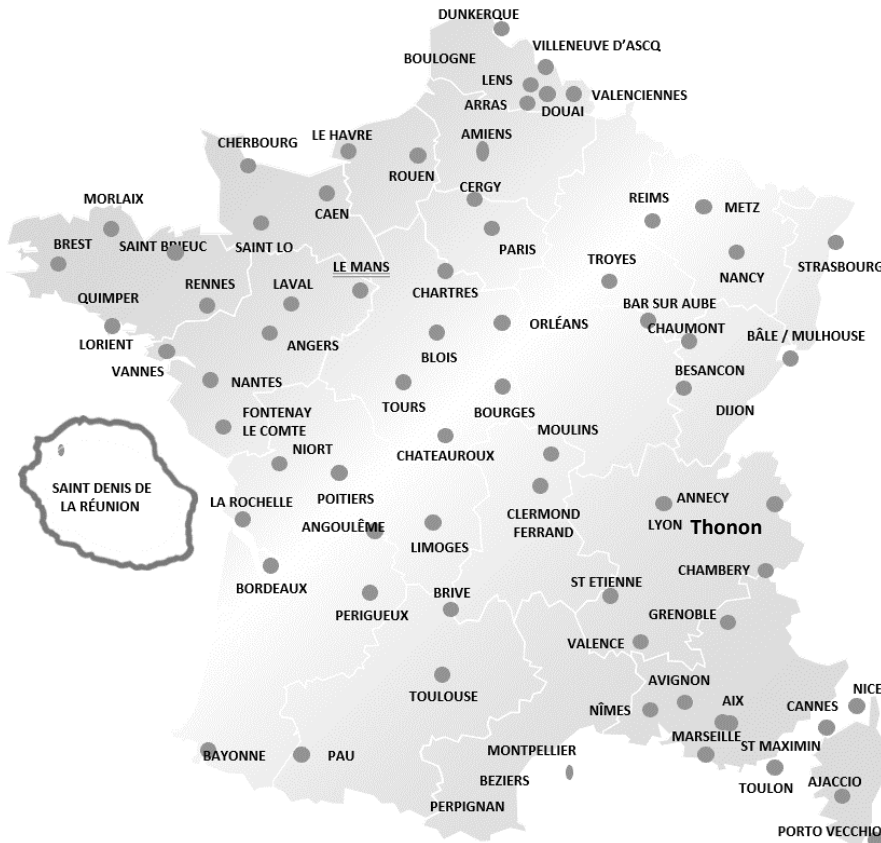 DUNKERQUE
VILLENEUVE D'ASCQ
BOULOGNE
LENS
VALENCIENNES
ARRAS
DOUAI
AMIENS
LE HAVRE
CHERBOURG
ROUEN
CERGY
REIMS
METZ
MORLAIX
CAEN
BREST
SAINT BRIEUC
SAINT LO
PARIS
LE MANS
TROYES
NANCY
STRASBOURG
QUIMPER
RENNES
LAVAL
CHARTRES
BAR SUR AUBE
ORLÉANS
CHAUMONT
BÂLE / MULHOUSE
LORIENT
ANGERS
BLOIS
VANNES
NANTES
BESANCON
TOURS
BOURGES
DIJON
FONTENAY
LE COMTE
MOULINS
NIORT
CHATEAUROUX
SAINT DENIS DE
LA RÉUNION
POITIERS
LA ROCHELLE
ANNECY
CLERMOND
FERRAND
LYON
Thonon
ANGOULÊME
LIMOGES
CHAMBERY
BORDEAUX
ST ETIENNE
BRIVE
PERIGUEUX
GRENOBLE
VALENCE
AVIGNON
TOULOUSE
NICE
AIX
CANNES
NÎMES
MARSEILLE
ST MAXIMIN
MONTPELLIER
BAYONNE
PAU
BEZIERS
AJACCIO
TOULON
PERPIGNAN
PORTO VECCHIO